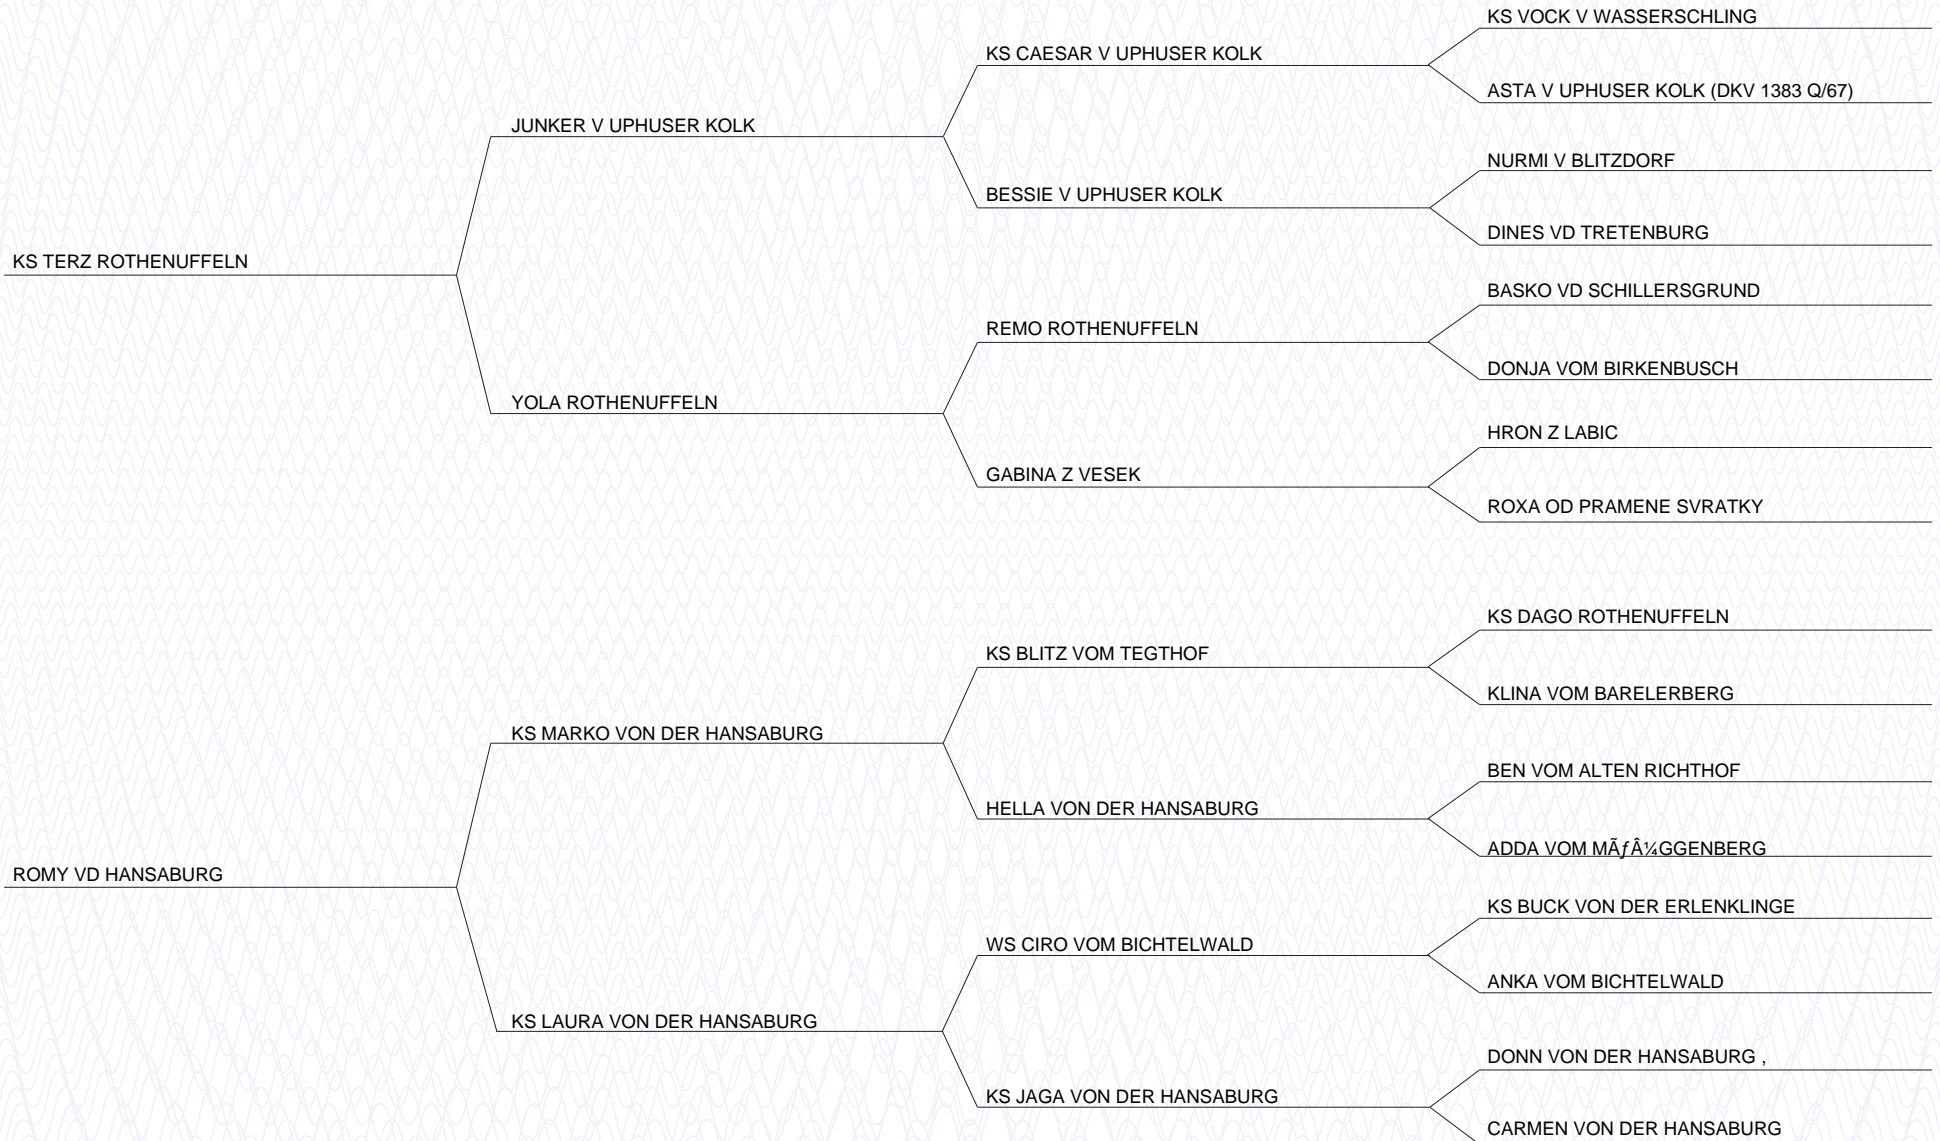 KS VOCK V WASSERSCHLING
KS CAESAR V UPHUSER KOLK
ASTA V UPHUSER KOLK (DKV 1383 Q/67)
JUNKER V UPHUSER KOLK
NURMI V BLITZDORF
BESSIE V UPHUSER KOLK
DINES VD TRETENBURG
KS TERZ ROTHENUFFELN
BASKO VD SCHILLERSGRUND
REMO ROTHENUFFELN
DONJA VOM BIRKENBUSCH
YOLA ROTHENUFFELN
HRON Z LABIC
GABINA Z VESEK
ROXA OD PRAMENE SVRATKY
KS DAGO ROTHENUFFELN
KS BLITZ VOM TEGTHOF
KLINA VOM BARELERBERG
KS MARKO VON DER HANSABURG
BEN VOM ALTEN RICHTHOF
HELLA VON DER HANSABURG
ADDA VOM MÃƒÂ¼GGENBERG
ROMY VD HANSABURG
KS BUCK VON DER ERLENKLINGE
WS CIRO VOM BICHTELWALD
ANKA VOM BICHTELWALD
KS LAURA VON DER HANSABURG
DONN VON DER HANSABURG ,
KS JAGA VON DER HANSABURG
CARMEN VON DER HANSABURG